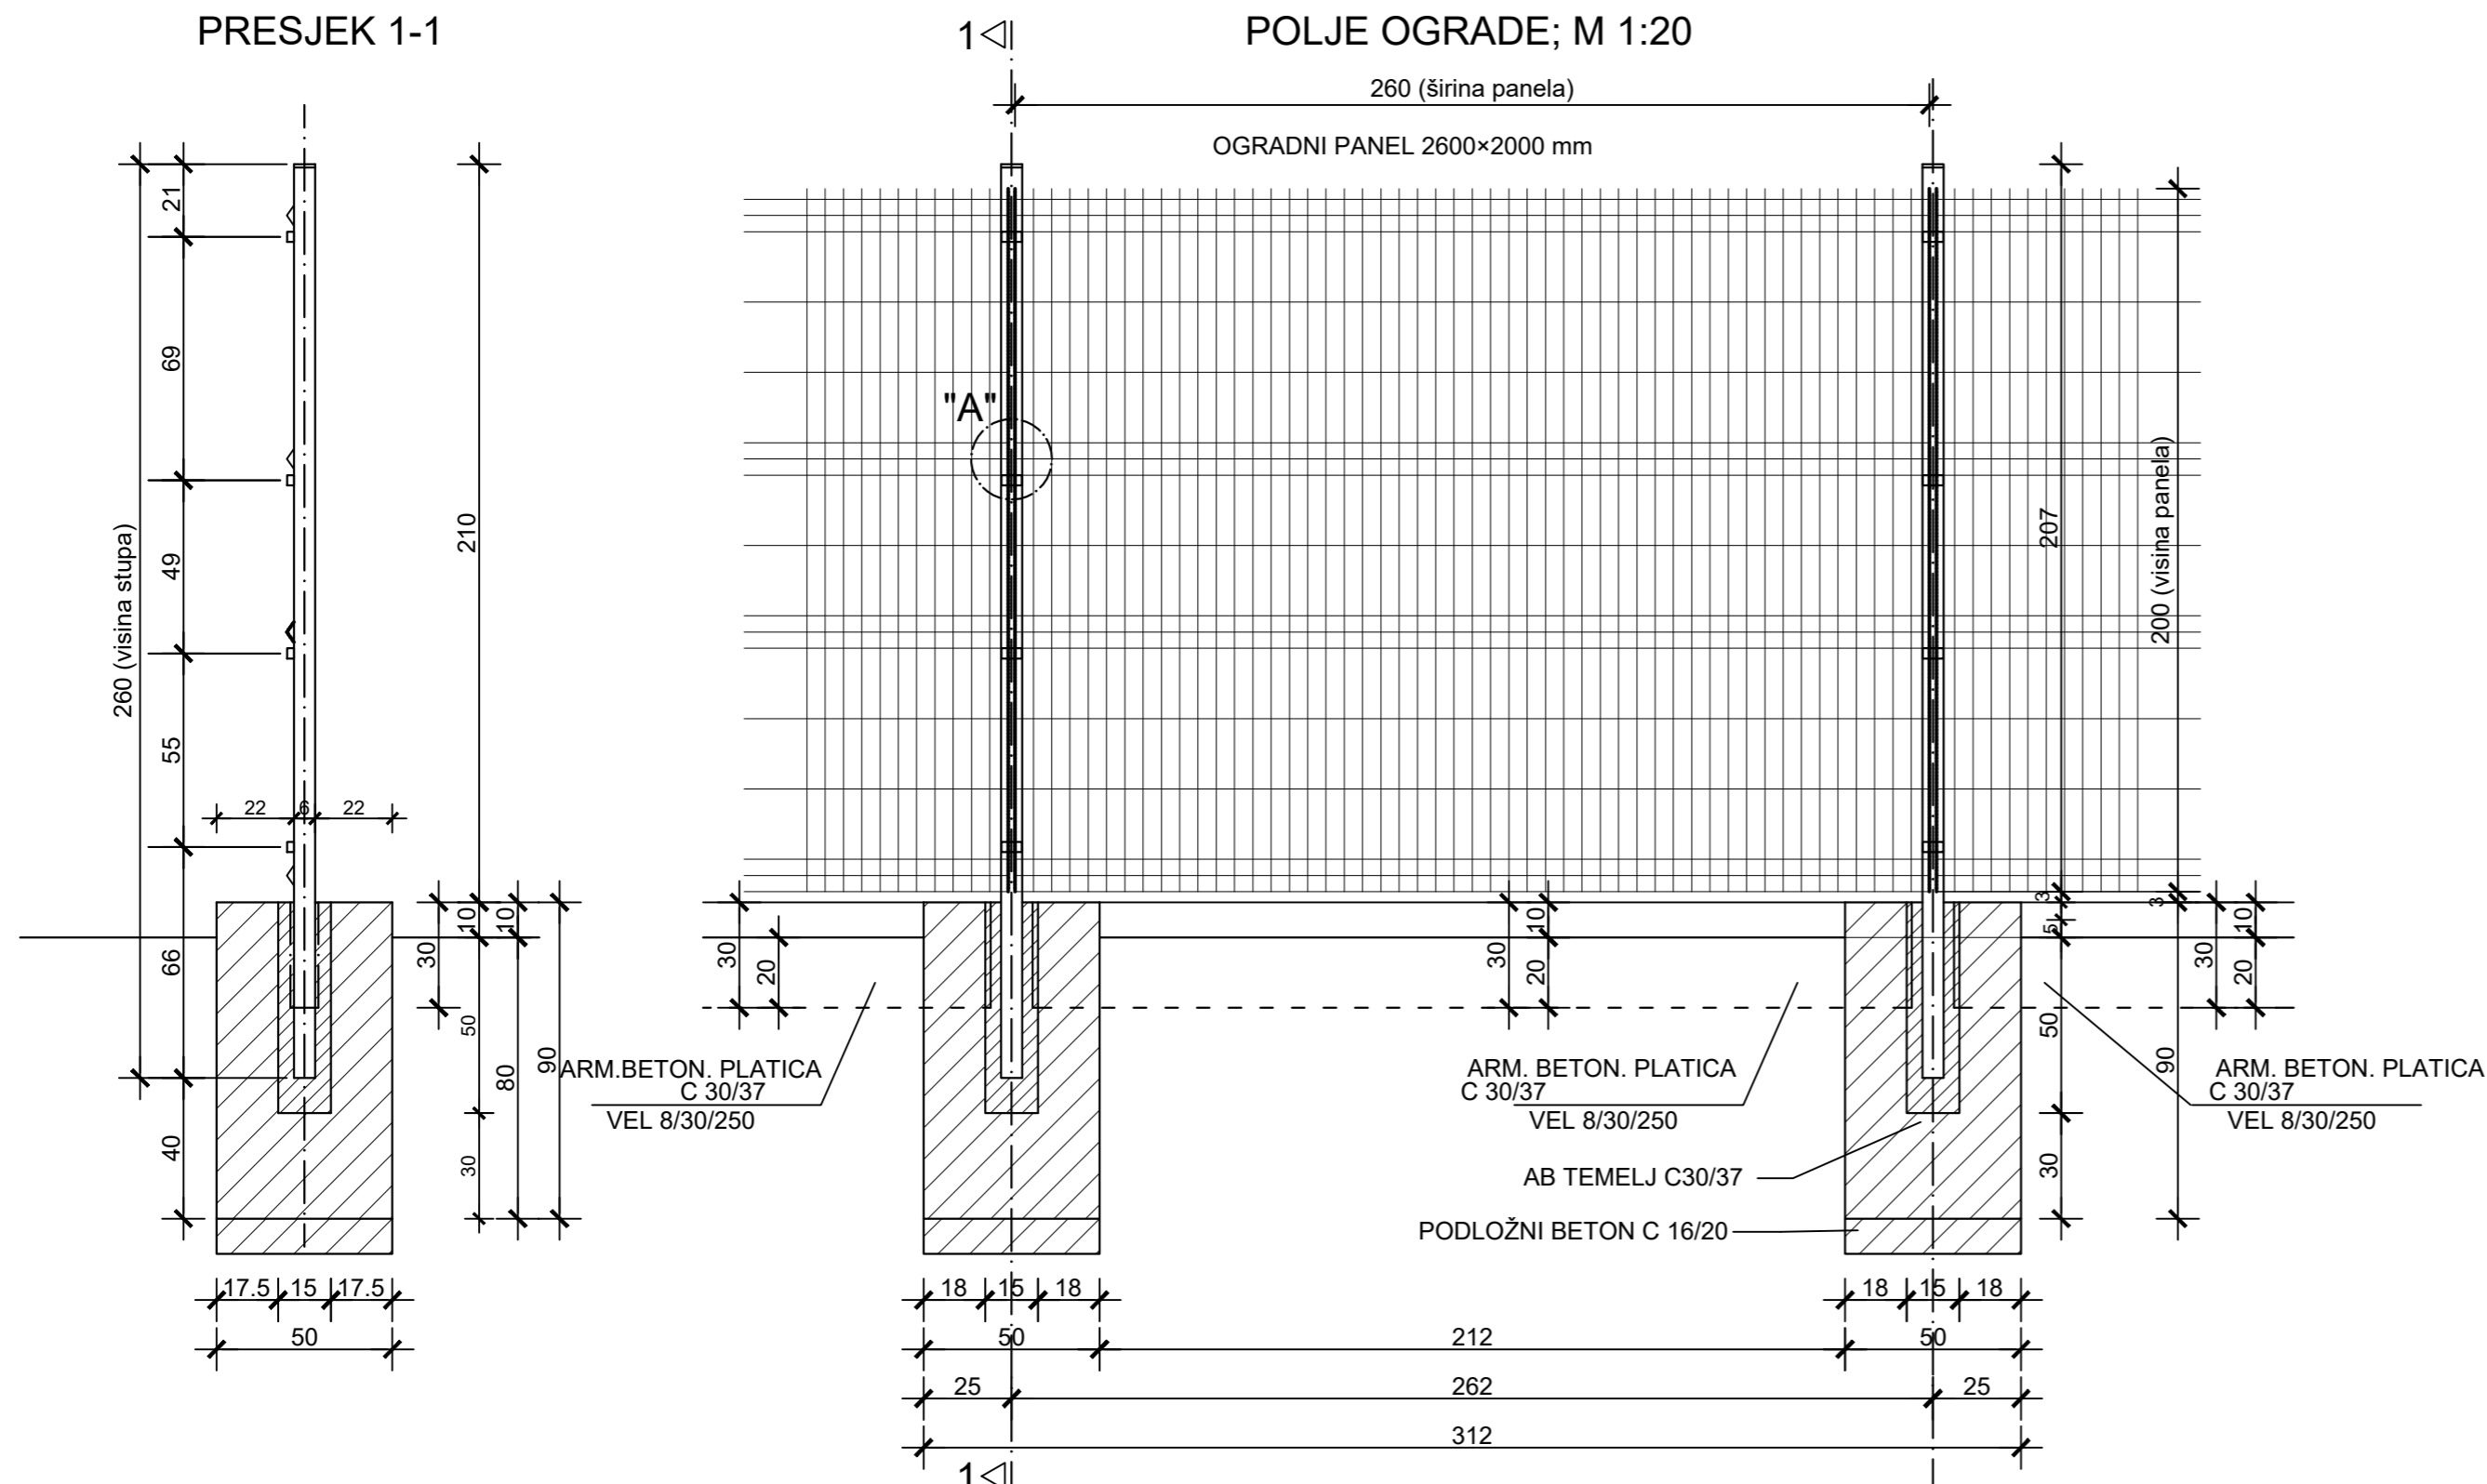 PRESJEK 1-1
1
POLJE OGRADE; M 1:20
260 (širina panela)
OGRADNI PANEL 2600×2000 mm
21
69
49
55
66
40
260 (visina stupa)
210
22
6
22
10
10
30
50
80
90
30
17.5
15
17.5
50
"A"
207
200 (visina panela)
30
20
10
30
20
3
5
3
10
30
20
50
90
30
ARM.BETON. PLATICA
C 30/37
VEL 8/30/250
ARM. BETON. PLATICA
C 30/37
VEL 8/30/250
ARM. BETON. PLATICA
C 30/37
VEL 8/30/250
AB TEMELJ C30/37
PODLOŽNI BETON C 16/20
18
15
18
18
15
18
50
212
50
25
262
25
312
1